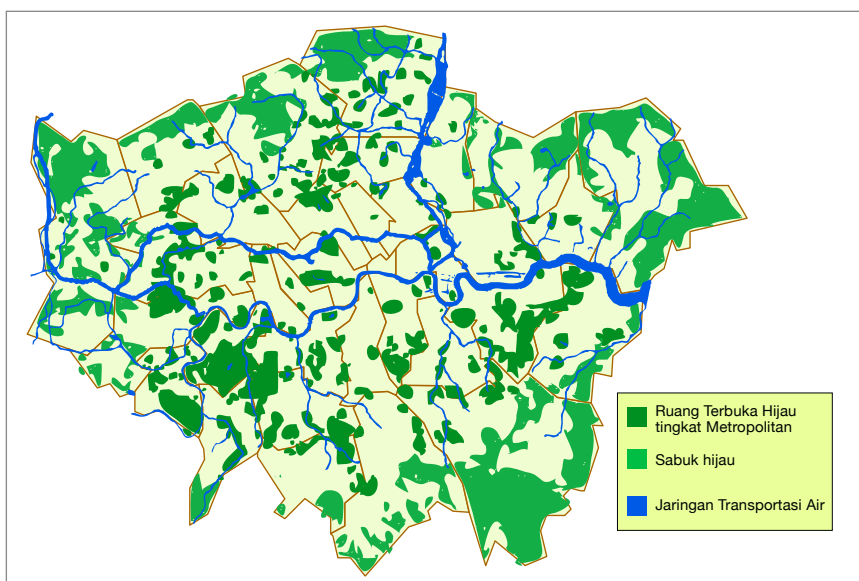 Ruang Terbuka Hijau
tingkat Metropolitan
Sabuk hijau
Jaringan Transportasi Air